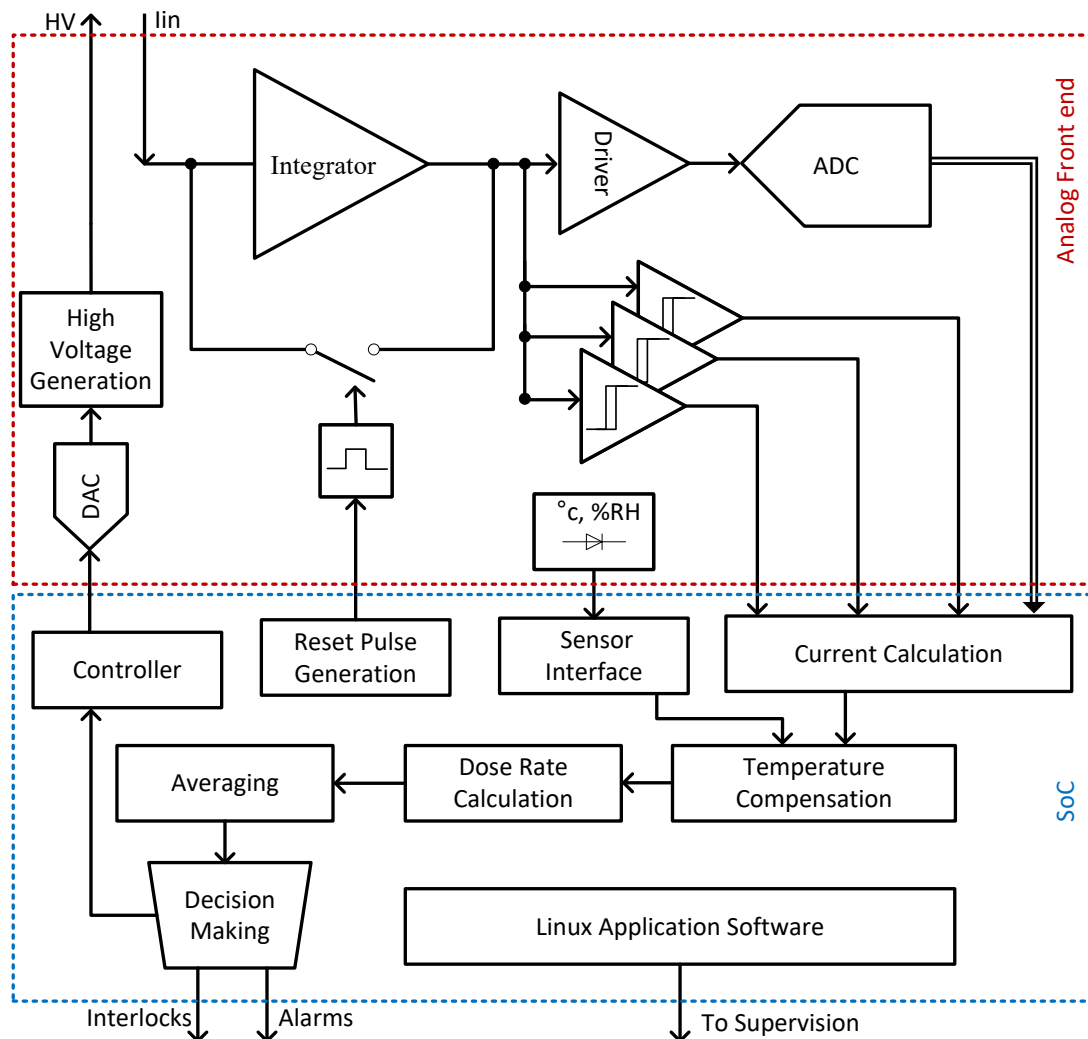 HV
Iin
Analog Front end
Integrator
Driver
ADC
High
Voltage
Generation
DAC
°c, %RH
Controller
Reset Pulse
Generation
Sensor
Interface
Current Calculation
SoC
Averaging
Dose Rate
Calculation
Temperature
Compensation
Decision
Making
Linux Application Software
Interlocks
Alarms
To Supervision